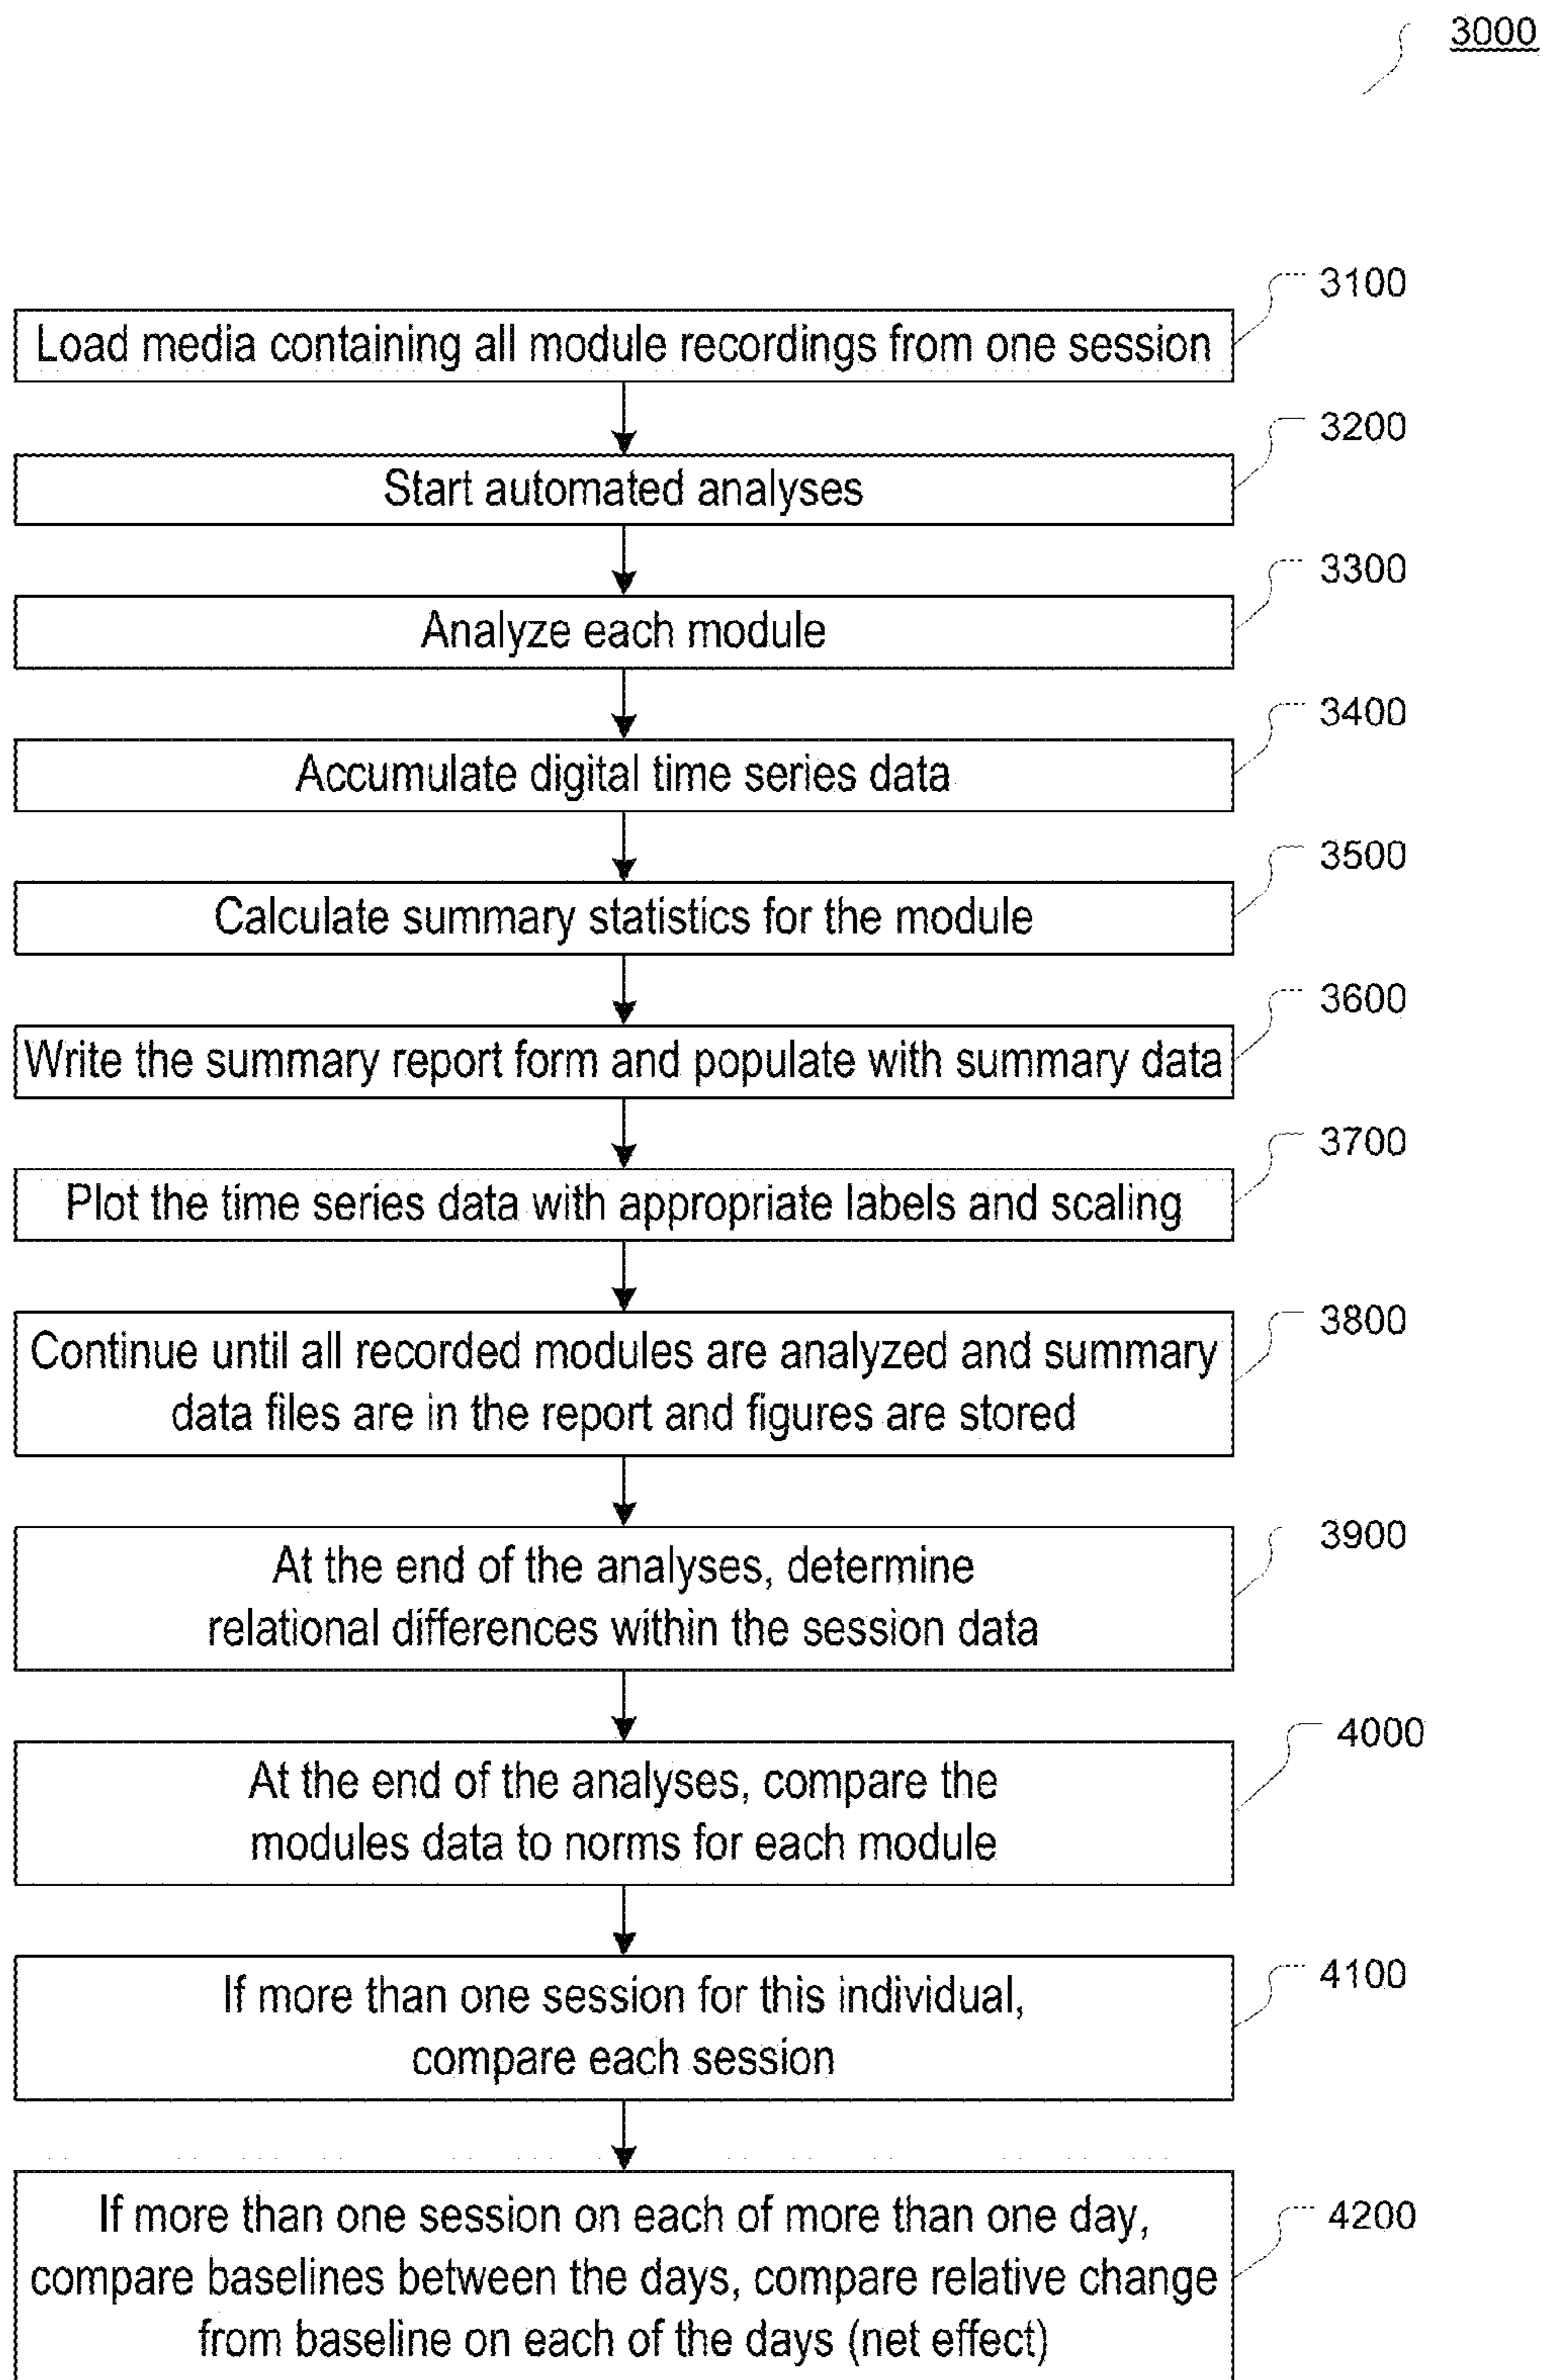 3000
3100
Load media containing all module recordings from one session
3200
Start automated analyses
3300
Analyze each module
3400
Accumulate digital time series data
3500
Calculate summary statistics for the module
3600
Write the summary report form and populate with summary data
3700
Plot the time series data with appropriate labels and scaling
3800
Continue until all recorded modules are analyzed and summary
data files are in the report and figures are stored
3900
At the end of the analyses, determine
relational differences within the session data
4000
At the end of the analyses, compare the
modules data to norms for each module
4100
If more than one session for this individual,
compare each session
4200
If more than one session on each of more than one day,
compare baselines between the days, compare relative change
from baseline on each of the days (net effect)